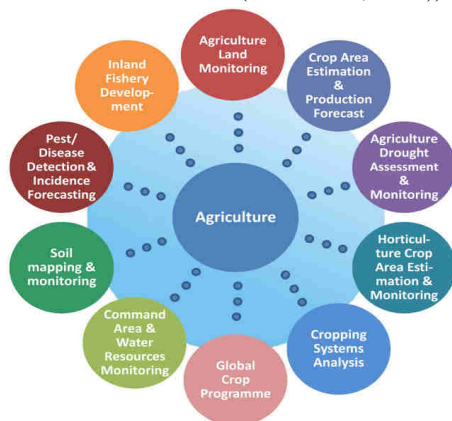 Agriculture
Land
Monitoring
Crop Area
Estimation
&
Production
Forecast
Agriculture
Drought
Assessment
&
Monitoring
Horticult-
ure Crop
Area Esti-
mation &
Monitoring
Cropping
Systems
Analysis
Global
Crop
Programme
Command
Area &
Water
Resources
Monitoring
Soil
mapping &
monitoring
Pest/
Disease
Detection &
Incidence
Forecasting
Inland
Fishery
Develop-
ment
Agriculture